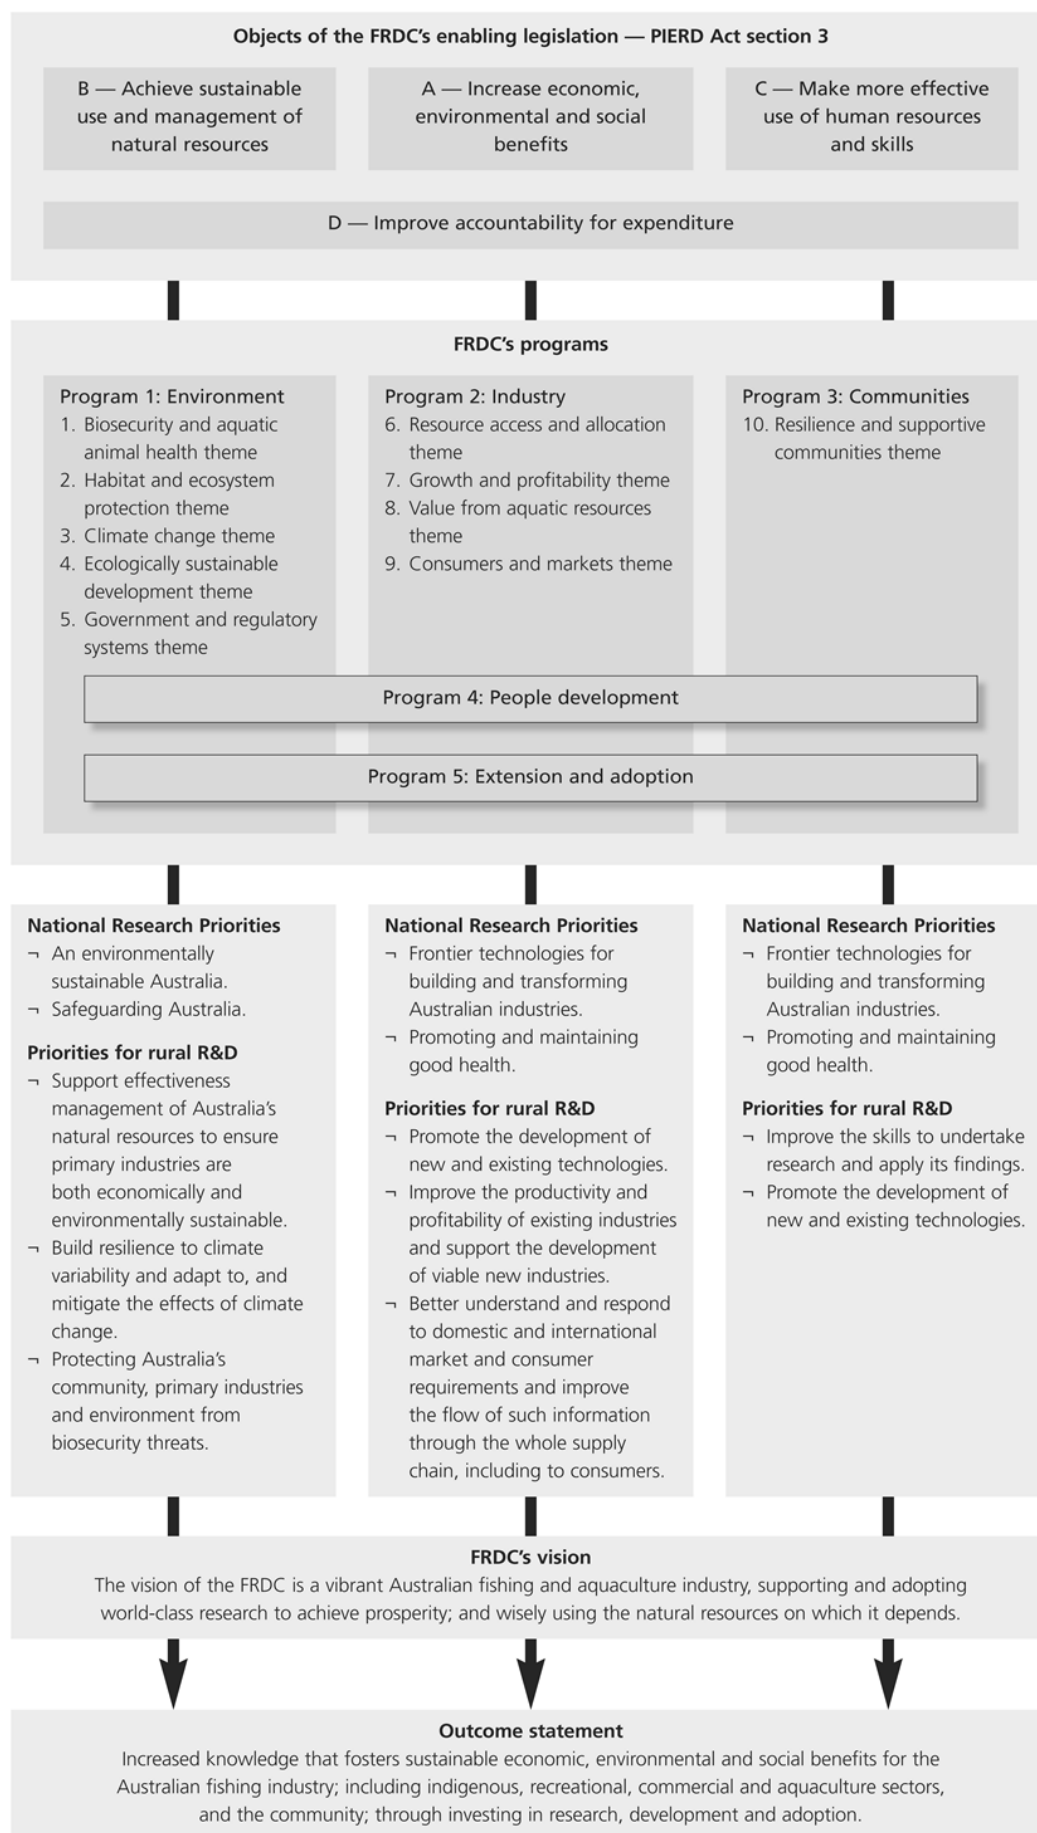 Objects of the FRDC’s enabling legislation — PIERD Act section 3
B — Achieve sustainable
use and management of
natural resources
A — Increase economic,
environmental and social
benefits
C — Make more effective
use of human resources
and skills
D — Improve accountability for expenditure
FRDC’s programs
Program 1: Environment
1. Biosecurity and aquatic
animal health theme
2. Habitat and ecosystem
protection theme
3. Climate change theme
4. Ecologically sustainable
development theme
5. Government and regulatory
systems theme
Program 2: Industry
6. Resource access and allocation
theme
7. Growth and profitability theme
8. Value from aquatic resources
theme
9. Consumers and markets theme
Program 3: Communities
10. Resilience and supportive
communities theme
Program 4: People development
Program 5: Extension and adoption
National Research Priorities
¬ An environmentally
sustainable Australia.
¬ Safeguarding Australia.
Priorities for rural R&D
¬ Support effectiveness
management of Australia’s
natural resources to ensure
primary industries are
both economically and
environmentally sustainable.
¬ Build resilience to climate
variability and adapt to, and
mitigate the effects of climate
change.
¬ Protecting Australia’s
community, primary industries
and environment from
biosecurity threats.
National Research Priorities
¬ Frontier technologies for
building and transforming
Australian industries.
¬ Promoting and maintaining
good health.
Priorities for rural R&D
¬ Promote the development of
new and existing technologies.
¬ Improve the productivity and
profitability of existing industries
and support the development
of viable new industries.
¬ Better understand and respond
to domestic and international
market and consumer
requirements and improve
the flow of such information
through the whole supply
chain, including to consumers.
National Research Priorities
¬ Frontier technologies for
building and transforming
Australian industries.
¬ Promoting and maintaining
good health.
Priorities for rural R&D
¬ Improve the skills to undertake
research and apply its findings.
¬ Promote the development of
new and existing technologies.
FRDC’s vision
The vision of the FRDC is a vibrant Australian fishing and aquaculture industry, supporting and adopting
world-class research to achieve prosperity; and wisely using the natural resources on which it depends.
Outcome statement
Increased knowledge that fosters sustainable economic, environmental and social benefits for the
Australian fishing industry; including indigenous, recreational, commercial and aquaculture sectors,
and the community; through investing in research, development and adoption.